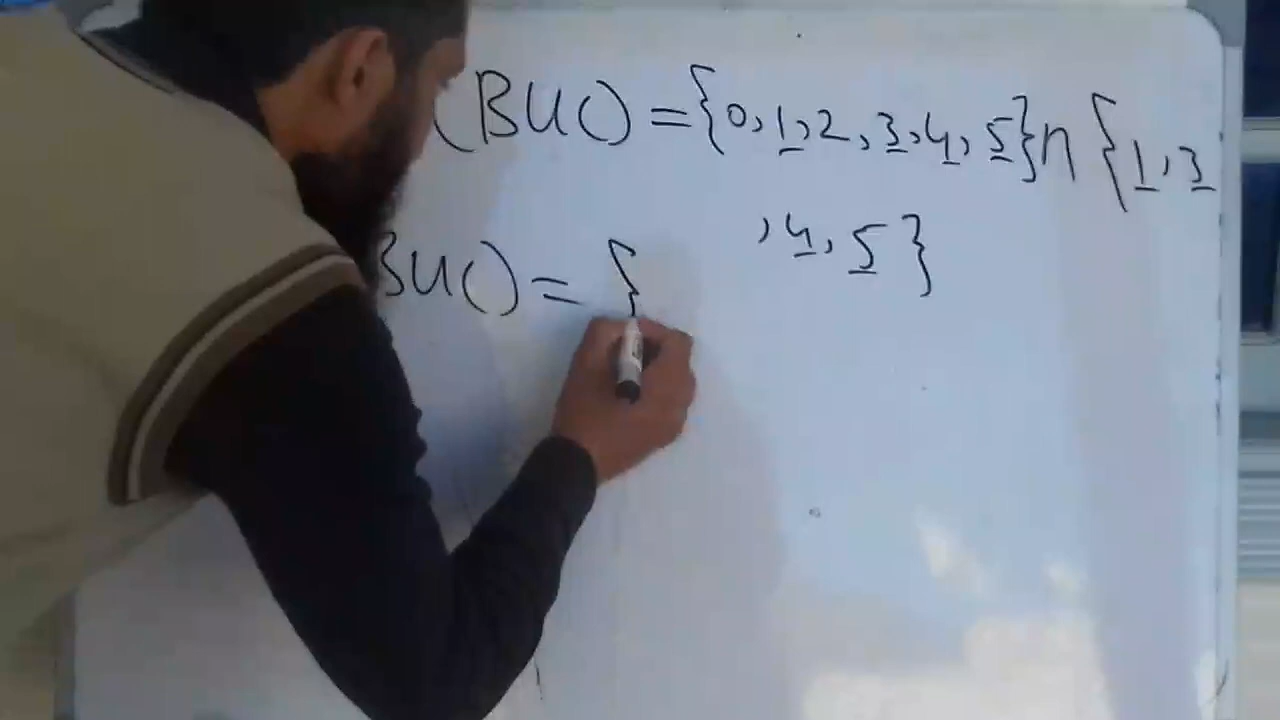 (BUC) = {0, 1, 2, 3, 4, 5} ∩ {1, 3
, 4, 5}
BUC) = {